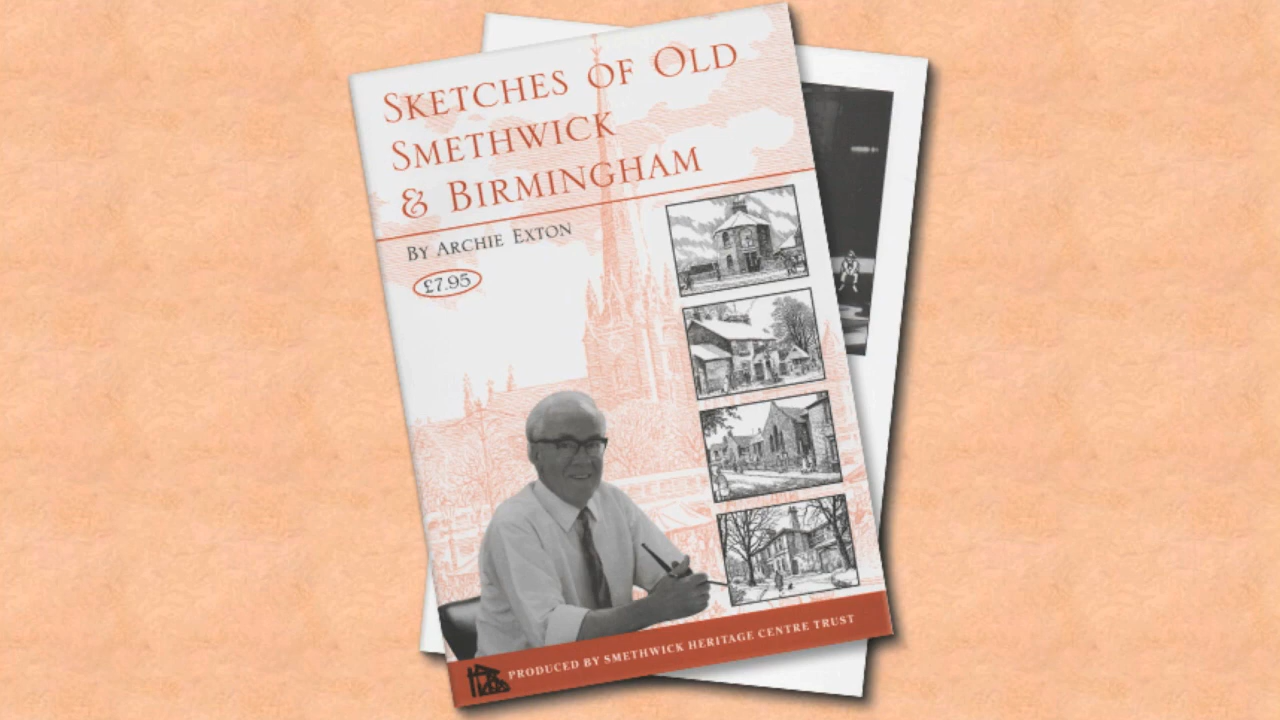 SKETCHES OF OLD
SMETHWICK
& BIRMINGHAM
BY ARCHIE EXTON
£7.95
PRODUCED BY SMETHWICK HERITAGE CENTRE TRUST